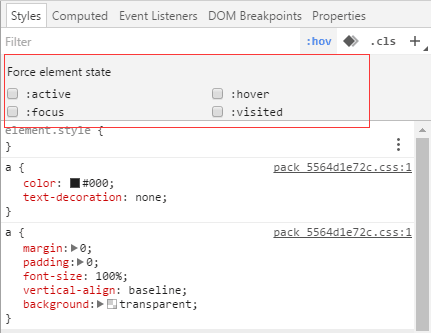 Styles Computed Event Listeners DOM Breakpoints Properties
Filter :hov .cls +
Force element state
:active :hover
:focus :visited
element.style {
}
a { pack_5564d1e72c.css:1
color: #000;
text-decoration: none;
}
a { pack_5564d1e72c.css:1
margin: 0;
padding: 0;
font-size: 100%;
vertical-align: baseline;
background: transparent;
}